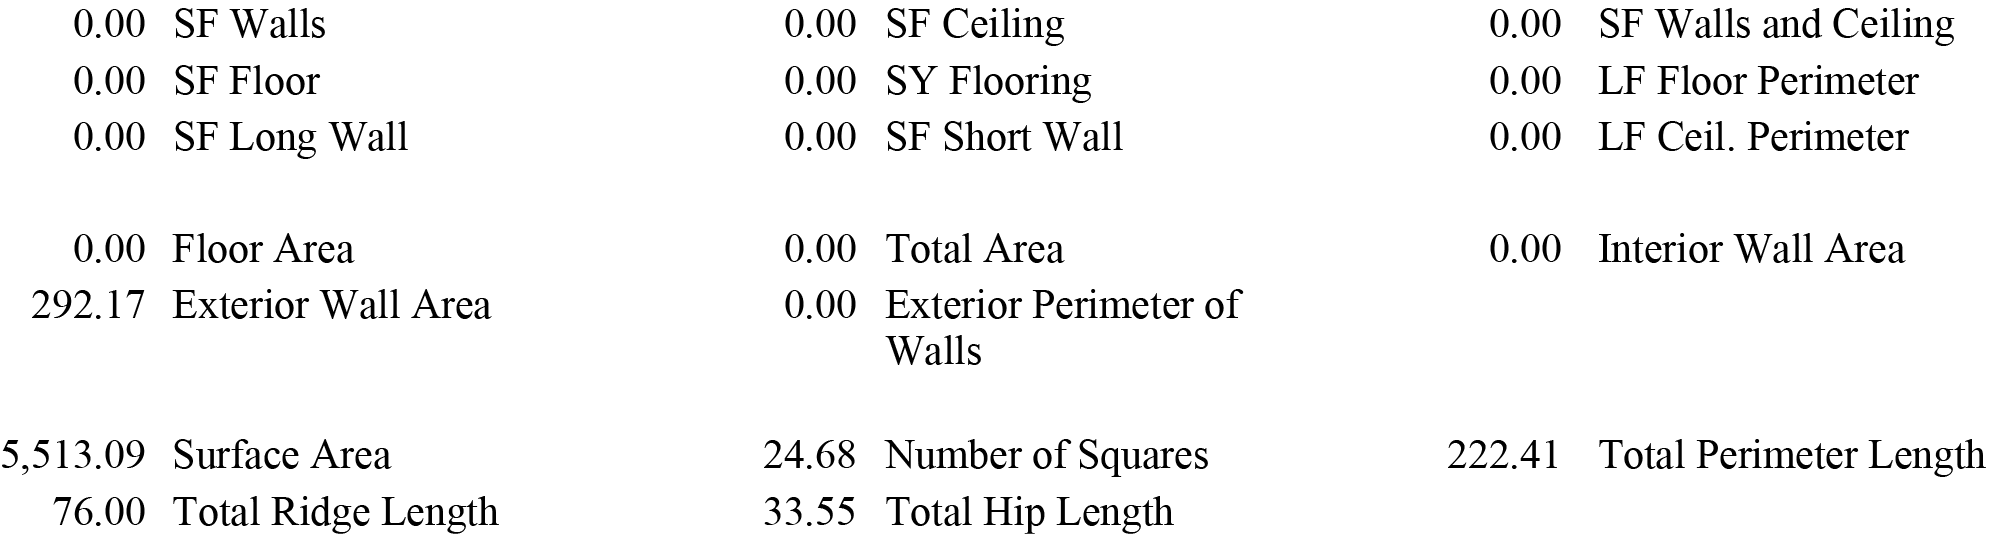 0.00 SF Walls 0.00 SF Ceiling 0.00 SF Walls and Ceiling
0.00 SF Floor 0.00 SY Flooring 0.00 LF Floor Perimeter
0.00 SF Long Wall 0.00 SF Short Wall 0.00 LF Ceil. Perimeter
0.00 Floor Area 0.00 Total Area 0.00 Interior Wall Area
292.17 Exterior Wall Area 0.00 Exterior Perimeter of
Walls
5,513.09 Surface Area 24.68 Number of Squares 222.41 Total Perimeter Length
76.00 Total Ridge Length 33.55 Total Hip Length